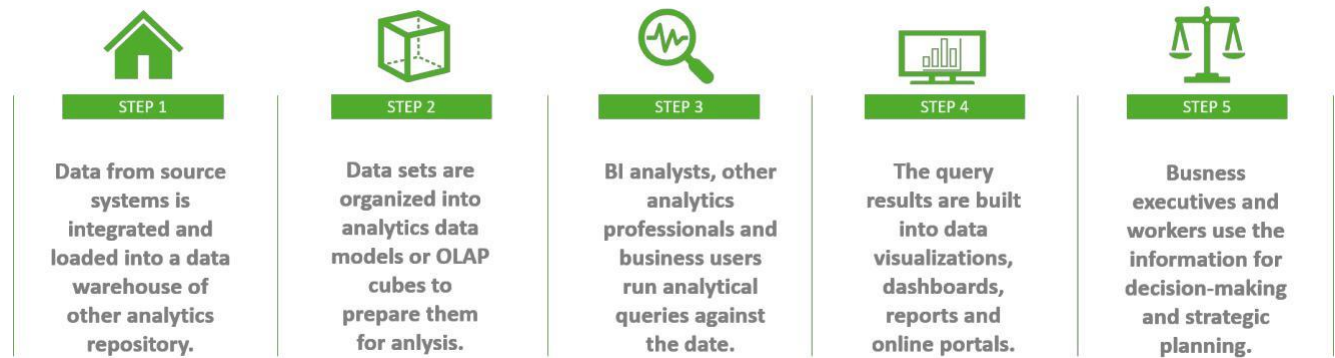 STEP 1
Data from source
systems is
integrated and
loaded into a data
warehouse of
other analytics
repository.
STEP 2
Data sets are
organized into
analytics data
models or OLAP
cubes to
prepare them
for anlysis.
STEP 3
BI analysts, other
analytics
professionals and
business users
run analytical
queries against
the date.
STEP 4
The query
results are built
into data
visualizations,
dashboards,
reports and
online portals.
STEP 5
Busness
executives and
workers use the
information for
decision-making
and strategic
planning.